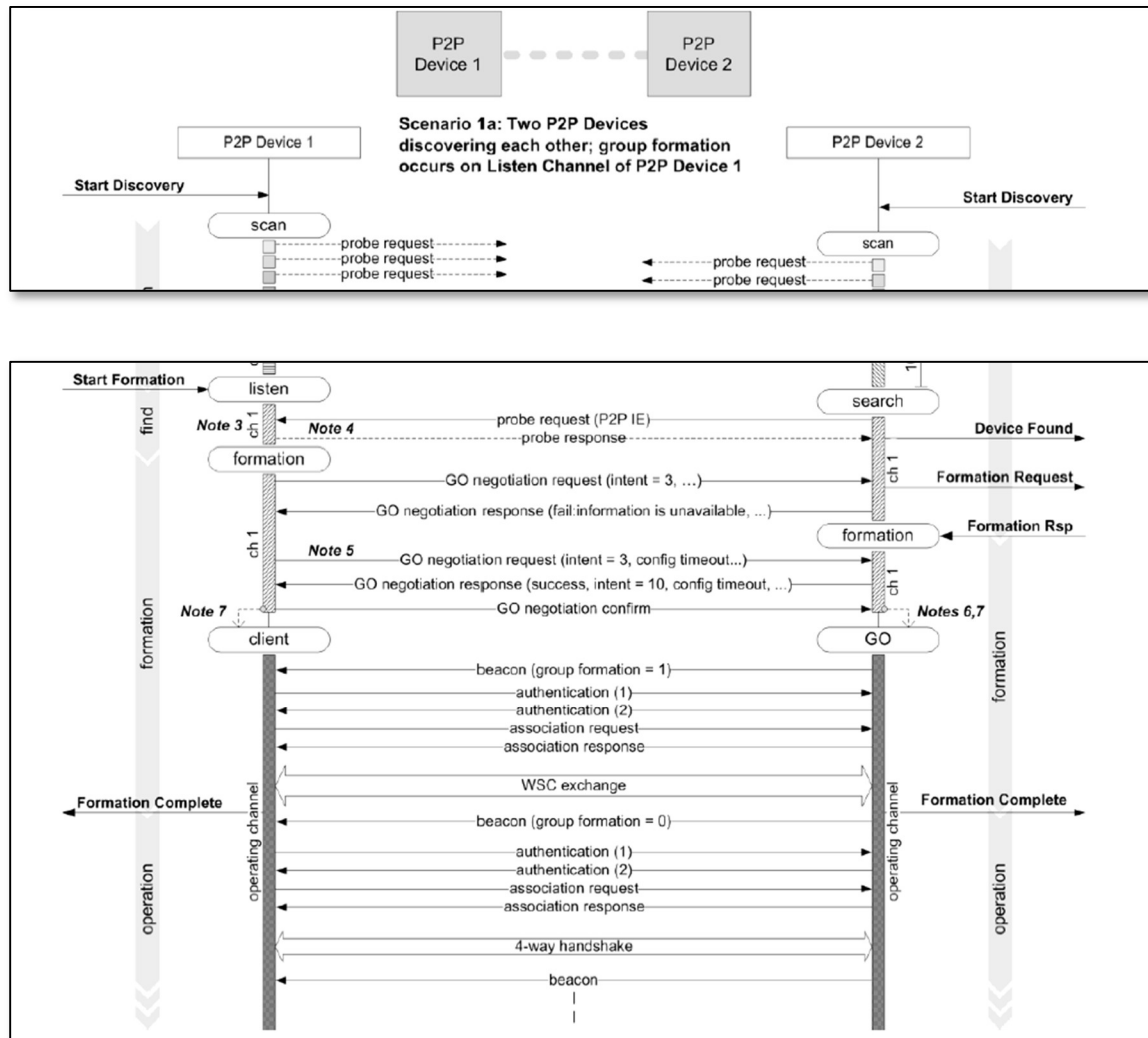 P2P
Device 1
P2P
Device 2
Scenario 1a: Two P2P Devices
discovering each other; group formation
occurs on Listen Channel of P2P Device 1
P2P Device 1
P2P Device 2
Start Discovery
Start Discovery
scan
scan
probe request
probe request
probe request
probe request
probe request
Start Formation
listen
search
find
Note 3
ch 1
Note 4
probe request (P2P IE)
probe response
Device Found
formation
ch 1
GO negotiation request (intent = 3, ...)
Formation Request
GO negotiation response (fail:information is unavailable, ...)
formation
Formation Rsp
ch 1
Note 5
GO negotiation request (intent = 3, config timeout...)
GO negotiation response (success, intent = 10, config timeout, ...)
ch 1
Note 7
GO negotiation confirm
Notes 6,7
client
GO
formation
formation
beacon (group formation = 1)
authentication (1)
authentication (2)
association request
association response
WSC exchange
Formation Complete
Formation Complete
operating channel
operating channel
beacon (group formation = 0)
authentication (1)
authentication (2)
association request
association response
operation
operation
4-way handshake
beacon